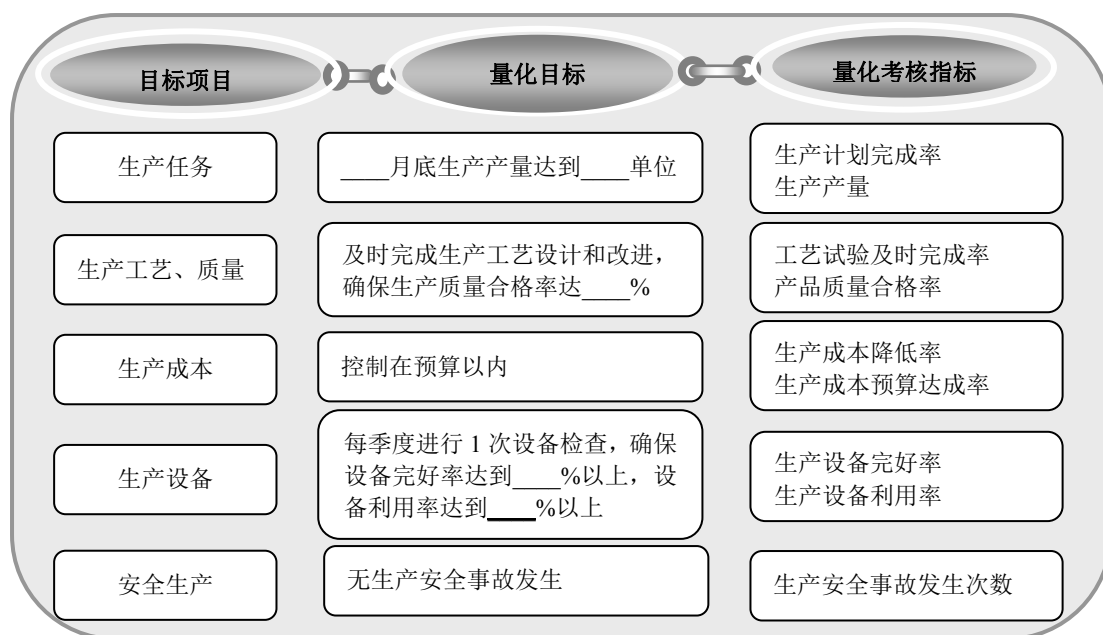 目标项目
量化目标
量化考核指标
生产任务
____月底生产产量达到____单位
生产计划完成率
生产产量
生产工艺、质量
及时完成生产工艺设计和改进，
确保生产质量合格率达____%
工艺试验及时完成率
产品质量合格率
生产成本
控制在预算以内
生产成本降低率
生产成本预算达成率
生产设备
每季度进行 1 次设备检查，确保
设备完好率达到____%以上，设
备利用率达到____%以上
生产设备完好率
生产设备利用率
安全生产
无生产安全事故发生
生产安全事故发生次数